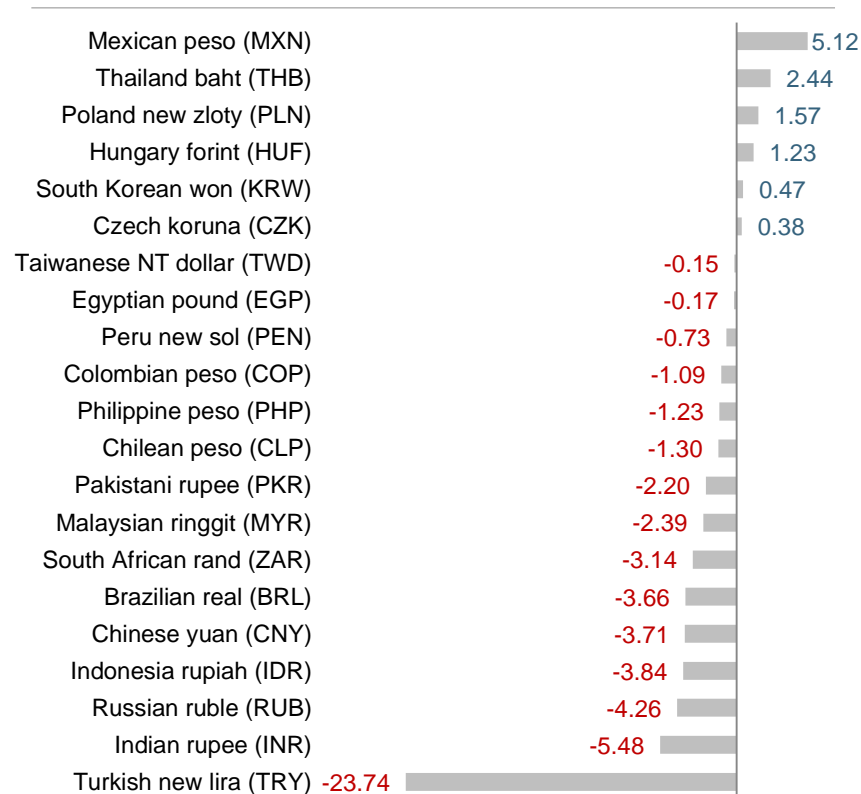 Mexican peso (MXN) 5.12
Thailand baht (THB) 2.44
Poland new zloty (PLN) 1.57
Hungary forint (HUF) 1.23
South Korean won (KRW) 0.47
Czech koruna (CZK) 0.38
Taiwanese NT dollar (TWD) -0.15
Egyptian pound (EGP) -0.17
Peru new sol (PEN) -0.73
Colombian peso (COP) -1.09
Philippine peso (PHP) -1.23
Chilean peso (CLP) -1.30
Pakistani rupee (PKR) -2.20
Malaysian ringgit (MYR) -2.39
South African rand (ZAR) -3.14
Brazilian real (BRL) -3.66
Chinese yuan (CNY) -3.71
Indonesia rupiah (IDR) -3.84
Russian ruble (RUB) -4.26
Indian rupee (INR) -5.48
Turkish new lira (TRY) -23.74